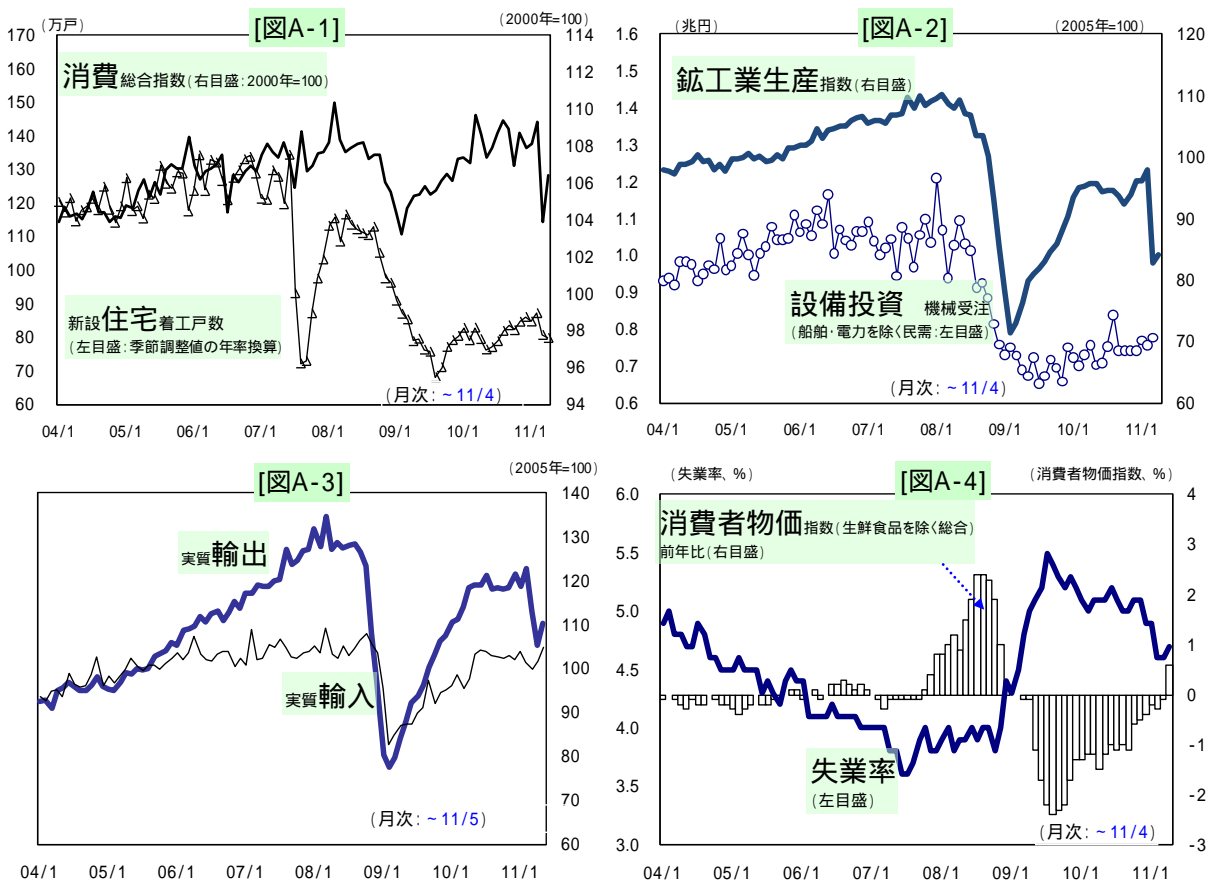 [図A-1]
(万戸)
(2000年=100)
消費総合指数(右目盛:2000年=100)
新設住宅着工戸数
(左目盛:季節調整値の年率換算)
(月次:~11/4)
170
160
150
140
130
120
110
100
90
80
70
60
114
112
110
108
106
104
102
100
98
96
94
04/1 05/1 06/1 07/1 08/1 09/1 10/1 11/1
[図A-2]
(兆円)
(2005年=100)
鉱工業生産指数(右目盛)
設備投資 機械受注
(船舶・電力を除く民需:左目盛)
(月次:~11/4)
1.6
1.5
1.4
1.3
1.2
1.1
1.0
0.9
0.8
0.7
0.6
120
110
100
90
80
70
60
04/1 05/1 06/1 07/1 08/1 09/1 10/1 11/1
[図A-3]
(2005年=100)
実質輸出
実質輸入
(月次:~11/5)
140
130
120
110
100
90
80
70
60
04/1 05/1 06/1 07/1 08/1 09/1 10/1 11/1
[図A-4]
(失業率、%)
(消費者物価指数、%)
消費者物価指数(生鮮食品を除く総合)
前年比(右目盛)
失業率
(左目盛)
(月次:~11/4)
6.0
5.5
5.0
4.5
4.0
3.5
3.0
4
3
2
1
0
-1
-2
-3
04/1 05/1 06/1 07/1 08/1 09/1 10/1 11/1